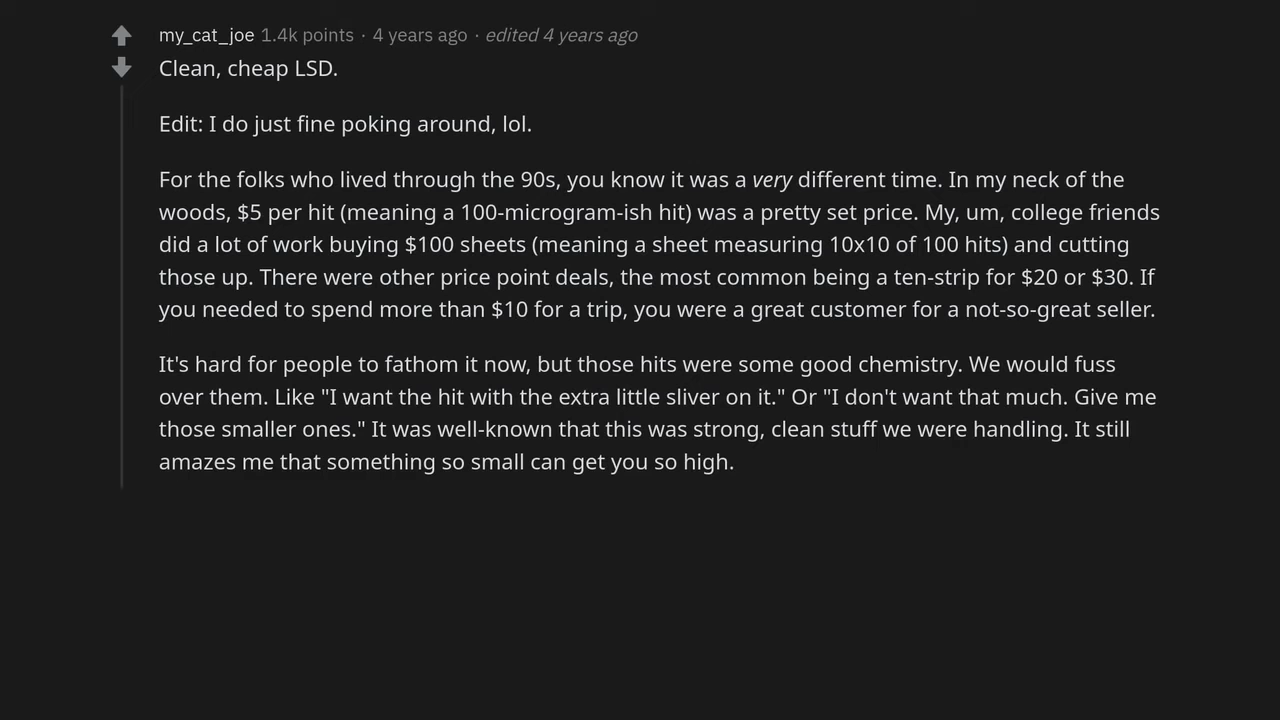 my_cat_joe 1.4k points · 4 years ago · edited 4 years ago
Clean, cheap LSD.
Edit: I do just fine poking around, lol.
For the folks who lived through the 90s, you know it was a very different time. In my neck of the
woods, $5 per hit (meaning a 100-microgram-ish hit) was a pretty set price. My, um, college friends
did a lot of work buying $100 sheets (meaning a sheet measuring 10x10 of 100 hits) and cutting
those up. There were other price point deals, the most common being a ten-strip for $20 or $30. If
you needed to spend more than $10 for a trip, you were a great customer for a not-so-great seller.
It's hard for people to fathom it now, but those hits were some good chemistry. We would fuss
over them. Like "I want the hit with the extra little sliver on it." Or "I don't want that much. Give me
those smaller ones." It was well-known that this was strong, clean stuff we were handling. It still
amazes me that something so small can get you so high.